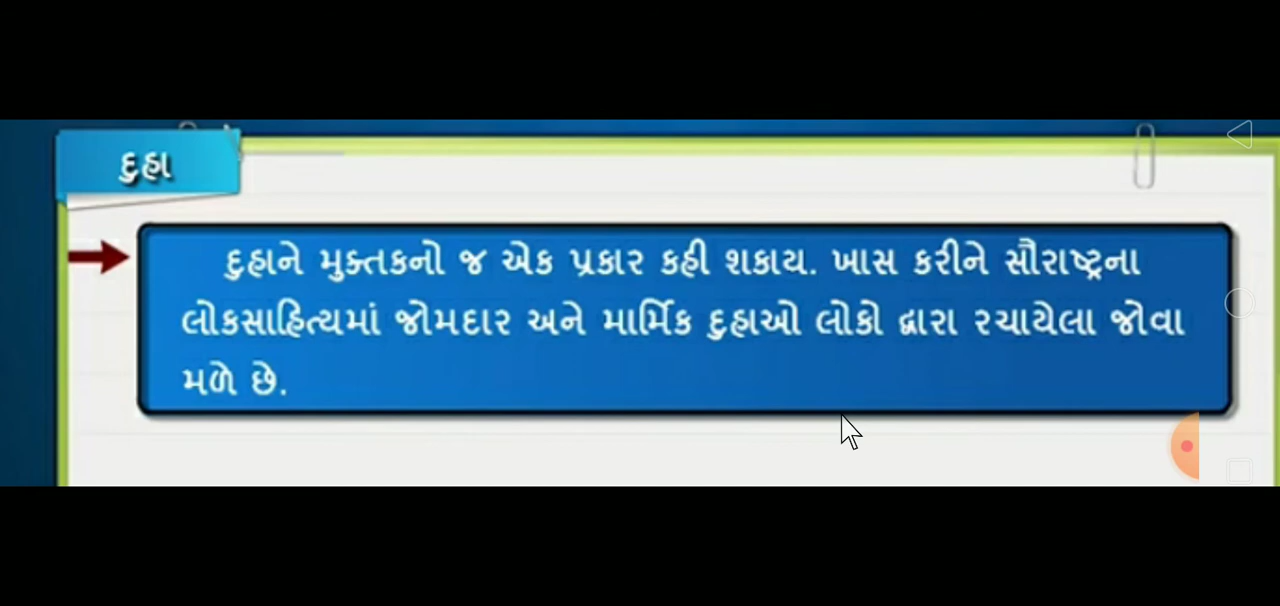 દુહા
દુહાને મુક્તકનો જ એક પ્રકાર કહી શકાય. ખાસ કરીને સૌરાષ્ટ્રના
લોકસાહિત્યમાં જોમદાર અને માર્મિક દુહાઓ લોકો દ્વારા રચાયેલા જોવા
મળે છે.